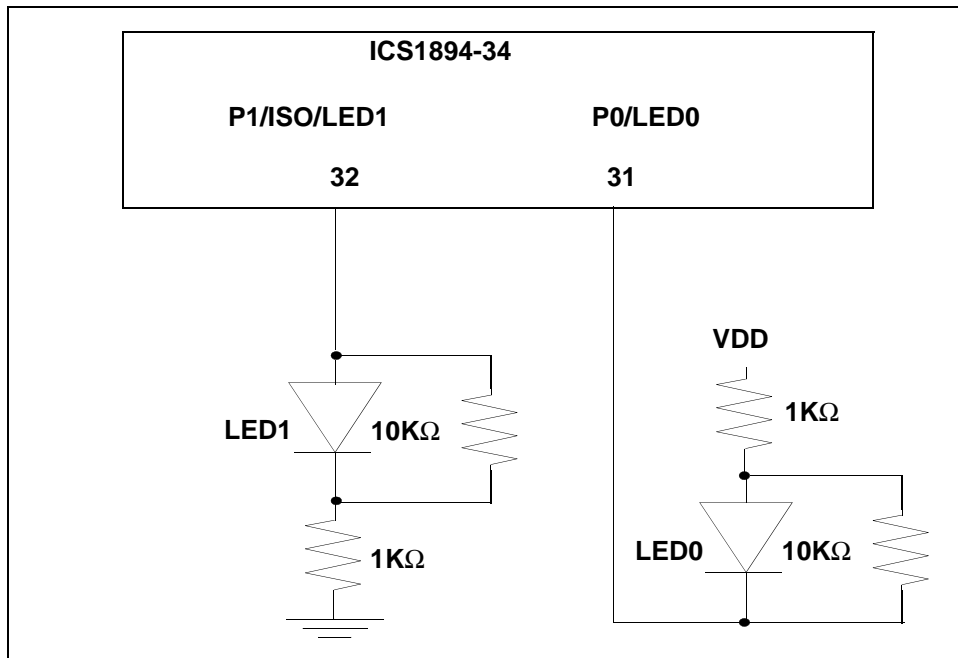 ICS1894-34
P1/ISO/LED1 P0/LED0
32 31
VDD
1KΩ
LED1 10KΩ
LED0 10KΩ
1KΩ